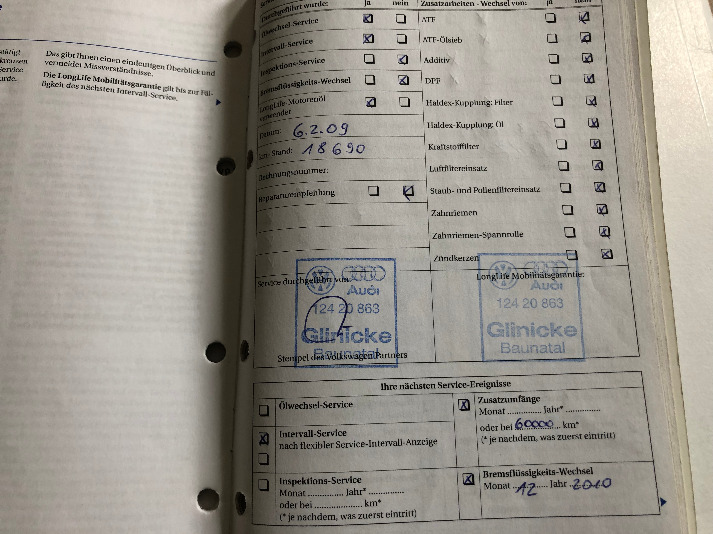 Das gibt Ihnen einen eindeutigen Überblick und
vermeidet Missverständnisse.
Die LongLife Mobilitätsgarantie gilt bis zur Fäl-
ligkeit das nächsten Intervall-Service.
durchgeführt wurde: ja nein
Ölwechsel-Service
Intervall-Service
Inspektions-Service
Bremsflüssigkeits-Wechsel
LongLife-Motorenöl
verwendet
Datum: 6.2.09
km-Stand: 18690
Rechnungsnummer:
Reparaturempfehlung
Zusatzarbeiten - Wechsel von: ja nein
ATF
ATF-Ölsieb
Additiv
DPF
Haldex-Kupplung: Filter
Haldex-Kupplung: Öl
Kraftstofffilter
Luftfiltereinsatz
Staub- und Pollenfiltereinsatz
Zahnriemen
Zahnriemen-Spannrolle
Zündkerzen
Service durchgeführt von:
Audi
124 20 863
Glinicke
Baunatal
Stempel des Volkswagen Partners
LongLife Mobilitätsgarantie:
Audi
124 20 863
Glinicke
Baunatal
Ihre nächsten Service-Ereignisse
Ölwechsel-Service
Intervall-Service
nach flexibler Service-Intervall-Anzeige
Inspektions-Service
Monat ............. Jahr* .............
oder bei ................. km*
(* je nachdem, was zuerst eintritt)
Zusatzumfänge
Monat ............. Jahr* .............
oder bei 60000 km*
(* je nachdem, was zuerst eintritt)
Bremsflüssigkeits-Wechsel
Monat 12 Jahr 2010